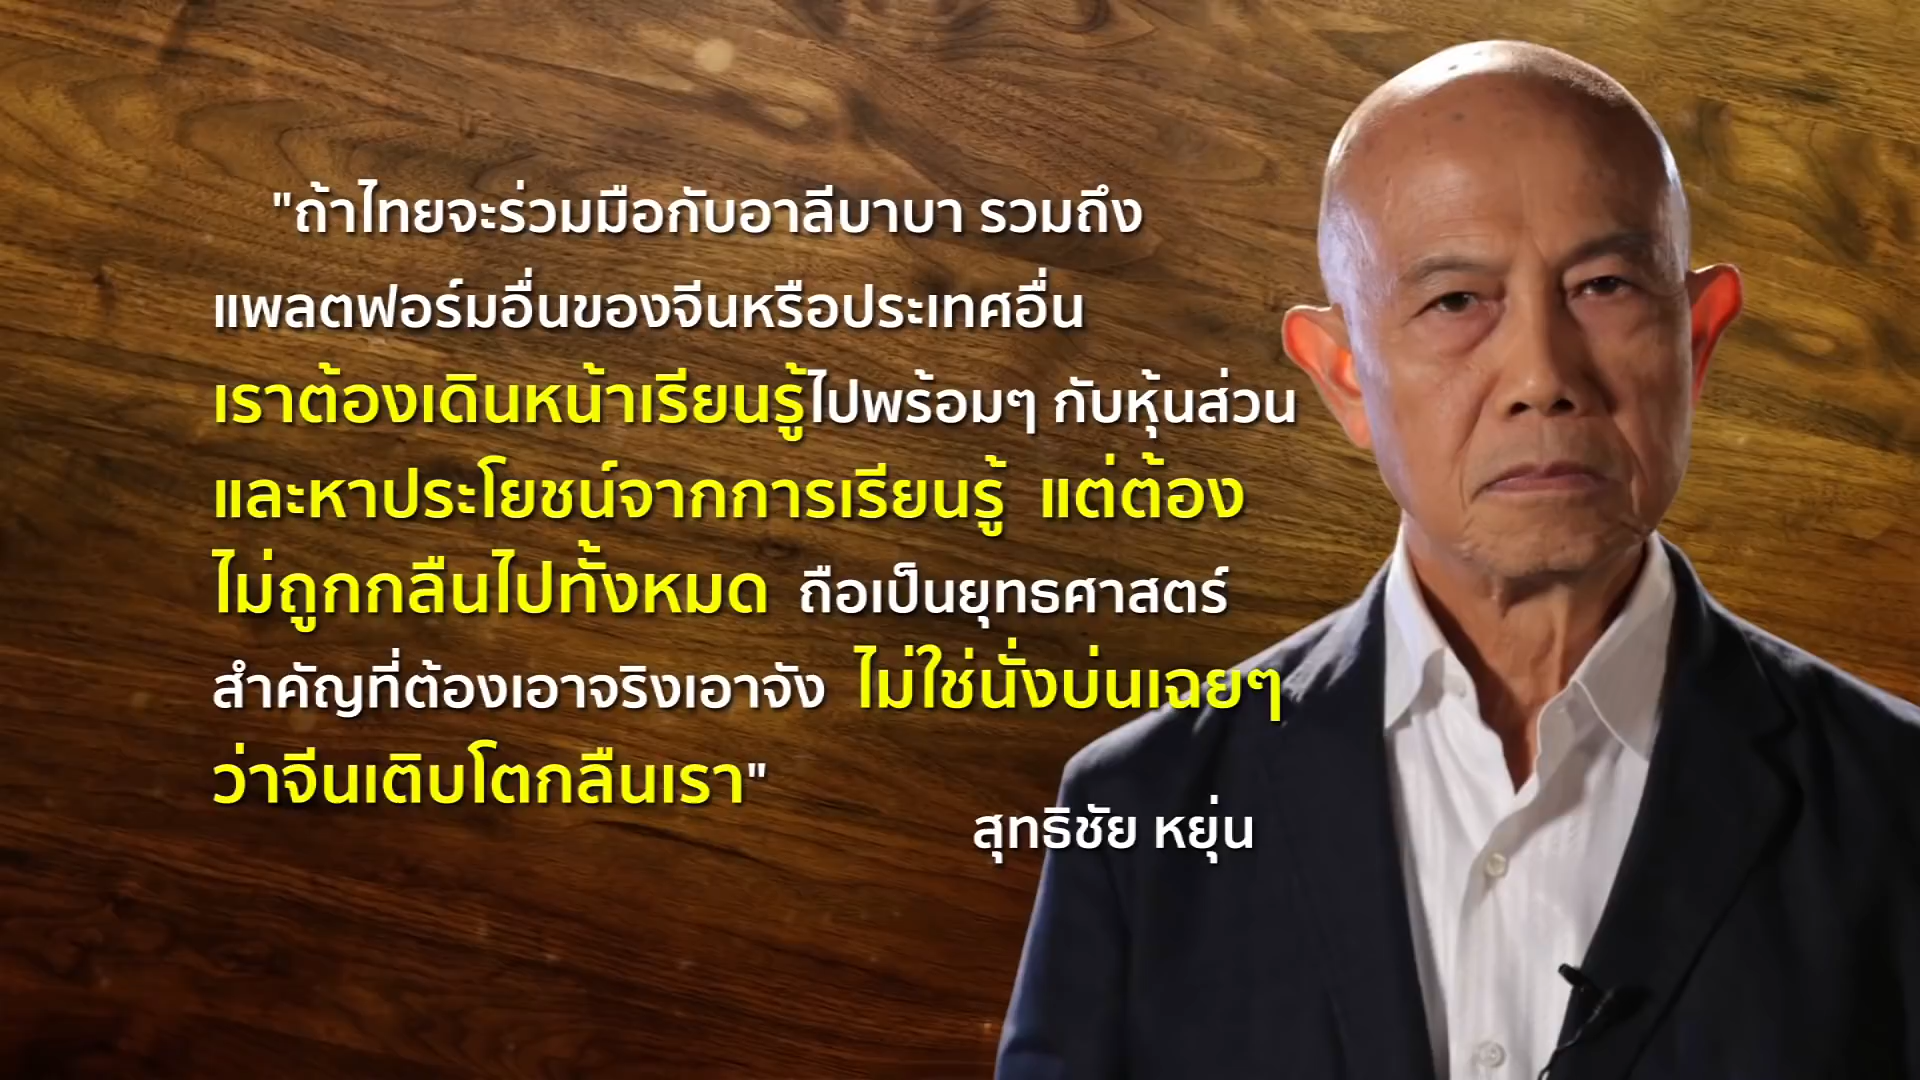 "ถ้าไทยจะร่วมมือกับอาลีบาบา รวมถึง
แพลตฟอร์มอื่นของจีนหรือประเทศอื่น
เราต้องเดินหน้าเรียนรู้ไปพร้อมๆ กับหุ้นส่วน
และหาประโยชน์จากการเรียนรู้ แต่ต้อง
ไม่ถูกกลืนไปทั้งหมด ถือเป็นยุทธศาสตร์
สำคัญที่ต้องเอาจริงเอาจัง ไม่ใช่นั่งบ่นเฉยๆ
ว่าจีนเติบโตกลืนเรา"
สุทธิชัย หยุ่น